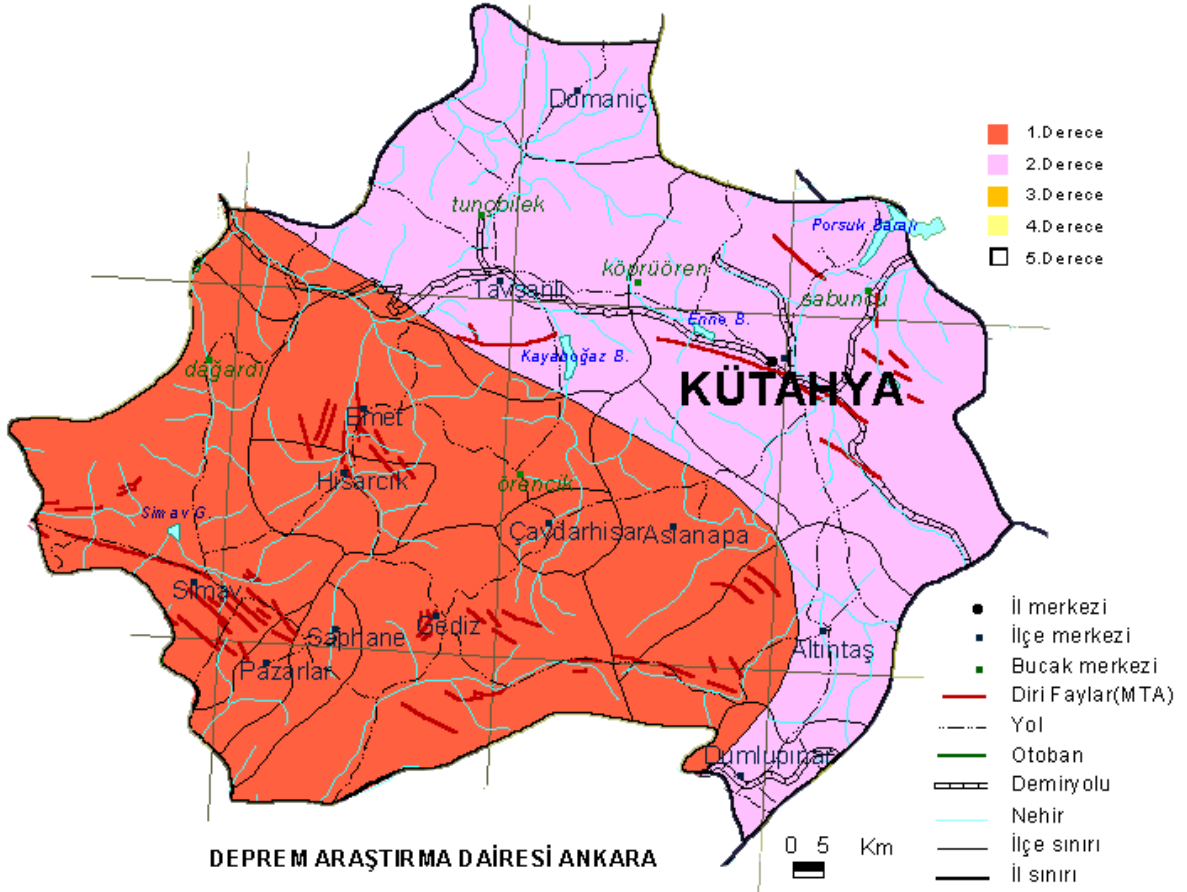 Domaniç
1.Derece
2.Derece
3.Derece
4.Derece
5.Derece
tunçbilek
Porsuk Barajı
köprüören
Tavşanlı
sabuncu
Enne B.
Kayaboğaz B.
dağardı
KÜTAHYA
Emet
Hisarcık
örencik
Simav G.
Çavdarhisar
Aslanapa
Simav
Gediz
Şaphane
Altıntaş
Pazarlar
Dumlupınar
İl merkezi
İlçe merkezi
Bucak merkezi
Diri Faylar(MTA)
Yol
Otoban
Demiryolu
Nehir
İlçe sınırı
İl sınırı
0 5 Km
DEPREM ARAŞTIRMA DAİRESİ ANKARA